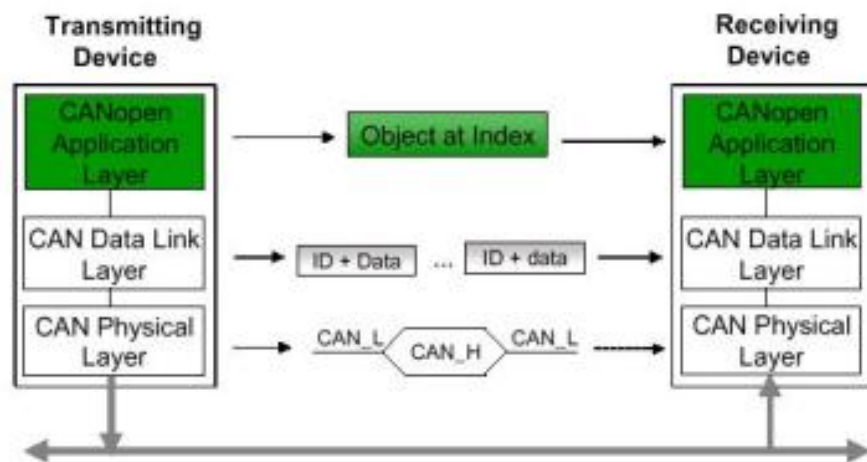 Transmitting
Device
Receiving
Device
CANopen
Application
Layer
Object at Index
CANopen
Application
Layer
CAN Data Link
Layer
ID + Data
...
ID + data
CAN Data Link
Layer
CAN Physical
Layer
CAN_L
CAN_H
CAN_L
CAN Physical
Layer